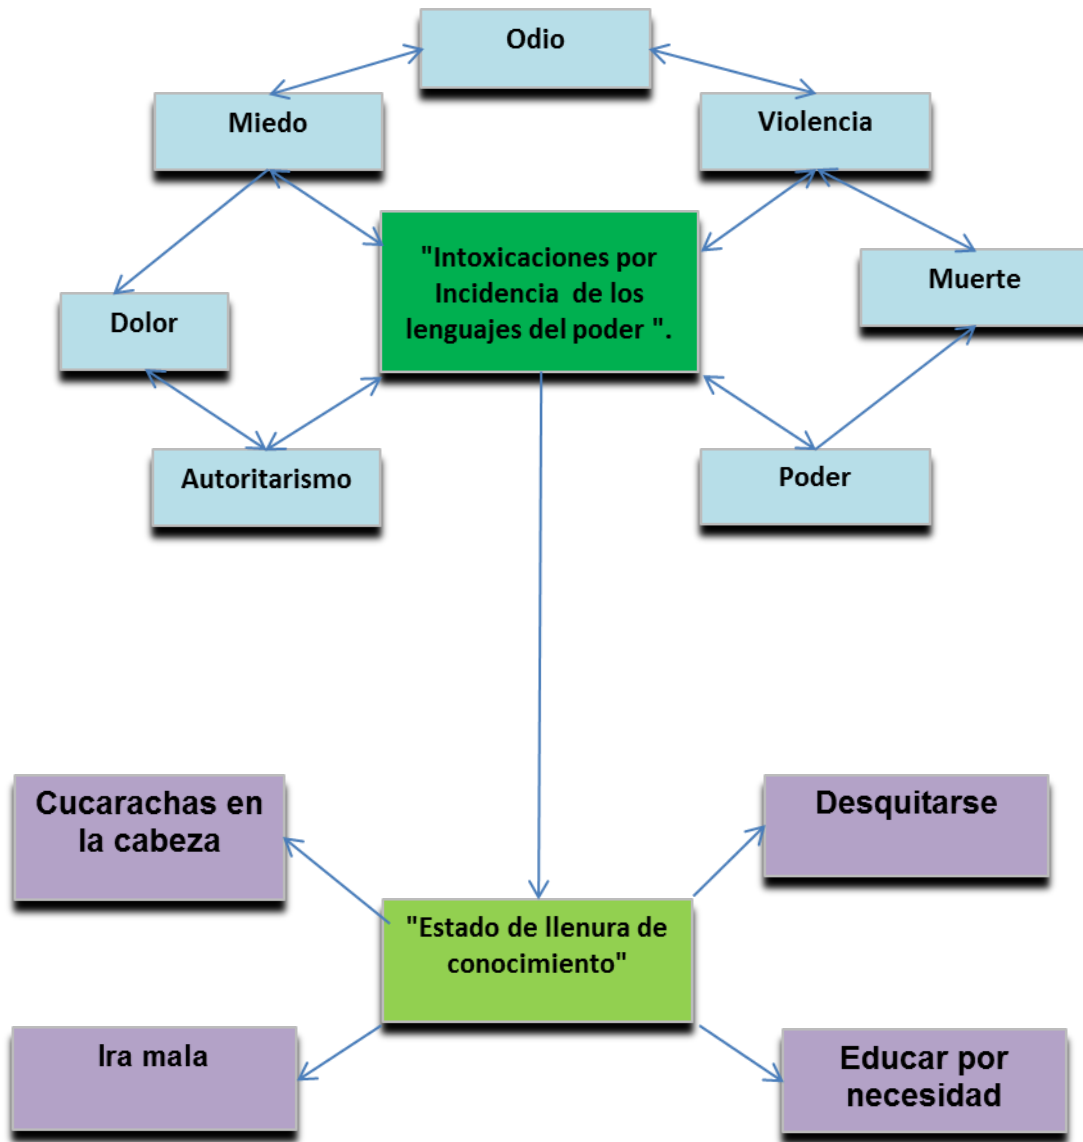 Odio
Miedo
Violencia
"Intoxicaciones por
Incidencia  de los
lenguajes del poder ".
Muerte
Dolor
Autoritarismo
Poder
Cucarachas en
la cabeza
Desquitarse
"Estado de llenura de
conocimiento"
Ira mala
Educar por
necesidad